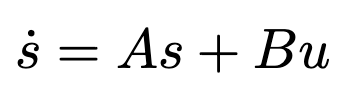 ṡ = As + Bu